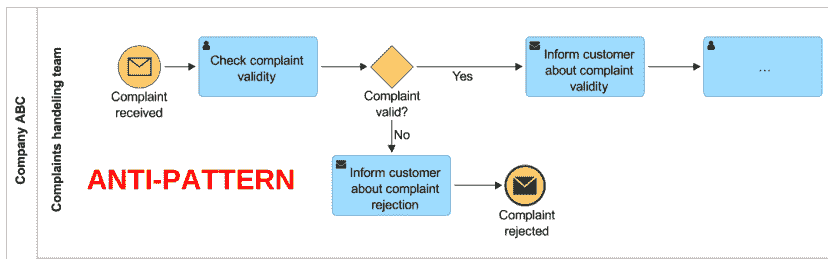 Company ABC
Complaints handeling team
Complaint
received
Check complaint
validity
Complaint
valid?
Yes
Inform customer
about complaint
validity
...
No
Inform customer
about complaint
rejection
Complaint
rejected
ANTI-PATTERN